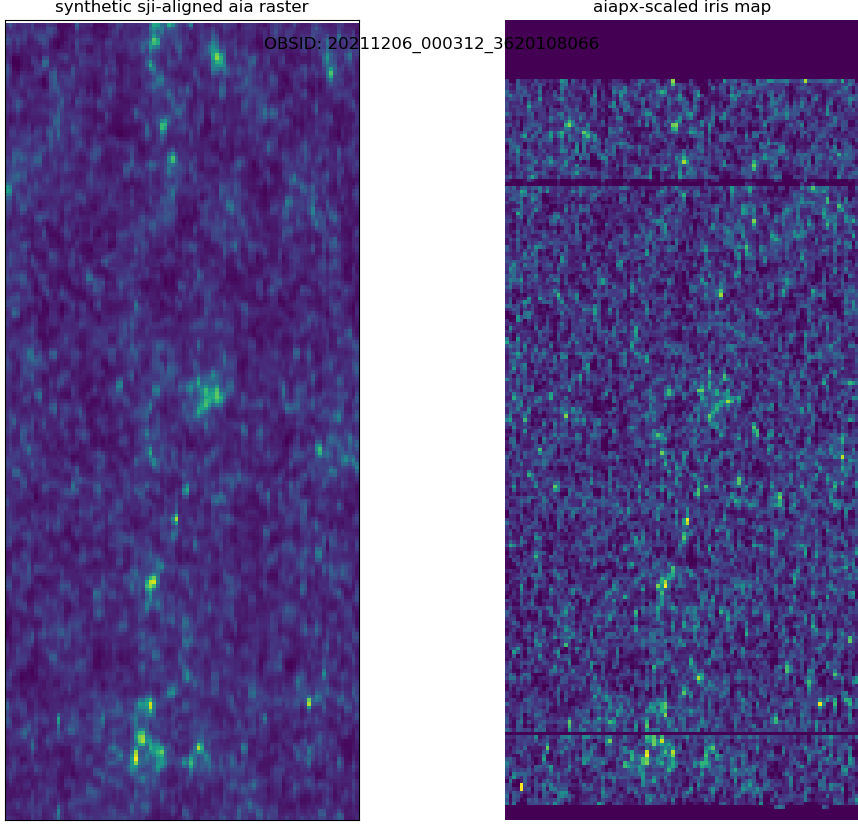 synthetic sji-aligned aia raster
aiapx-scaled iris map
OBSID: 20211206_000312_3620108066